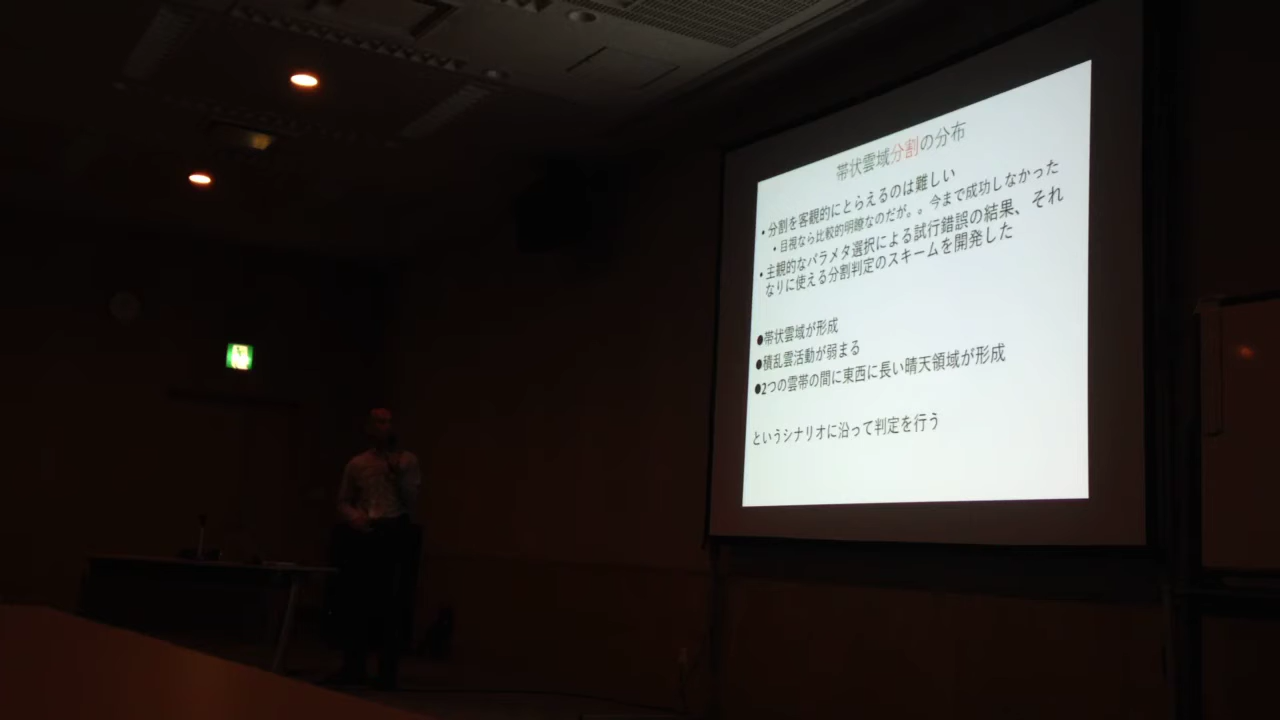 帯状雲域分割の分布
• 分割を客観的にとらえるのは難しい
• 目視なら比較的明瞭なのだが。。今まで成功しなかった
• 主観的なパラメタ選択による試行錯誤の結果、それ
なりに使える分割判定のスキームを開発した
●帯状雲域が形成
●積乱雲活動が弱まる
●2つの雲帯の間に東西に長い晴天領域が形成
というシナリオに沿って判定を行う